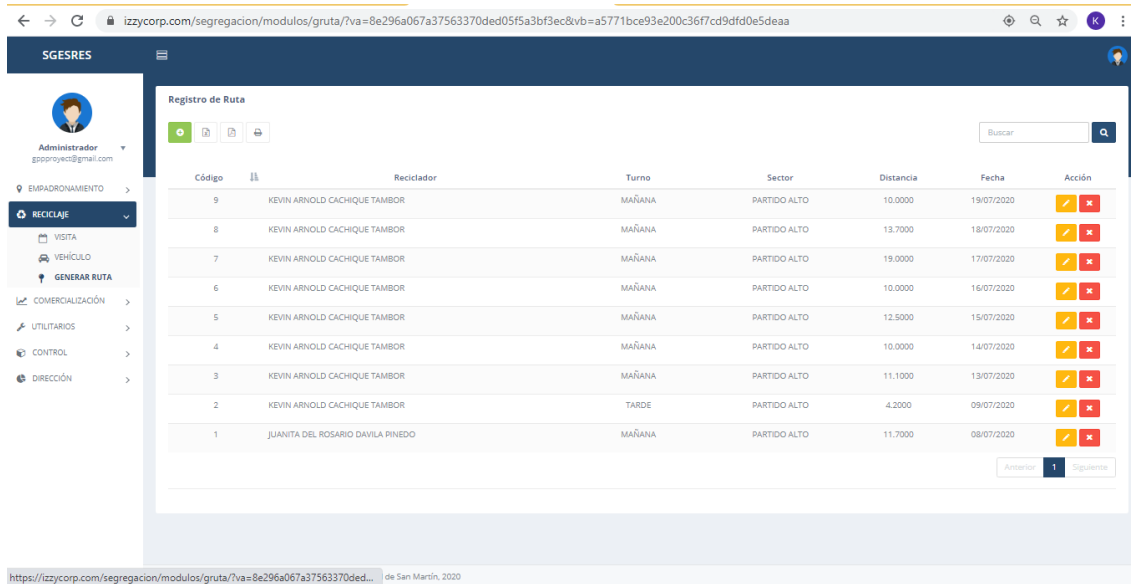 izzycorp.com/segregacion/modulos/gruta/?va=8e296a067a37563370ded05f5a3bf3ec&vb=a5771bce93e200c36f7cd9dfd0e5deaa
K
SGESRES
Administrador
gppproyect@gmail.com
EMPADRONAMIENTO
RECICLAJE
VISITA
VEHÍCULO
GENERAR RUTA
COMERCIALIZACIÓN
UTILITARIOS
CONTROL
DIRECCIÓN
Registro de Ruta
Buscar
Código Reciclador Turno Sector Distancia Fecha Acción
9 KEVIN ARNOLD CACHIQUE TAMBOR MAÑANA PARTIDO ALTO 10.0000 19/07/2020
8 KEVIN ARNOLD CACHIQUE TAMBOR MAÑANA PARTIDO ALTO 13.7000 18/07/2020
7 KEVIN ARNOLD CACHIQUE TAMBOR MAÑANA PARTIDO ALTO 19.0000 17/07/2020
6 KEVIN ARNOLD CACHIQUE TAMBOR MAÑANA PARTIDO ALTO 10.0000 16/07/2020
5 KEVIN ARNOLD CACHIQUE TAMBOR MAÑANA PARTIDO ALTO 12.5000 15/07/2020
4 KEVIN ARNOLD CACHIQUE TAMBOR MAÑANA PARTIDO ALTO 10.0000 14/07/2020
3 KEVIN ARNOLD CACHIQUE TAMBOR MAÑANA PARTIDO ALTO 11.1000 13/07/2020
2 KEVIN ARNOLD CACHIQUE TAMBOR TARDE PARTIDO ALTO 4.2000 09/07/2020
1 JUANITA DEL ROSARIO DAVILA PINEDO MAÑANA PARTIDO ALTO 11.7000 08/07/2020
Anterior 1 Siguiente
https://izzycorp.com/segregacion/modulos/gruta/?va=8e296a067a37563370ded... de San Martín, 2020